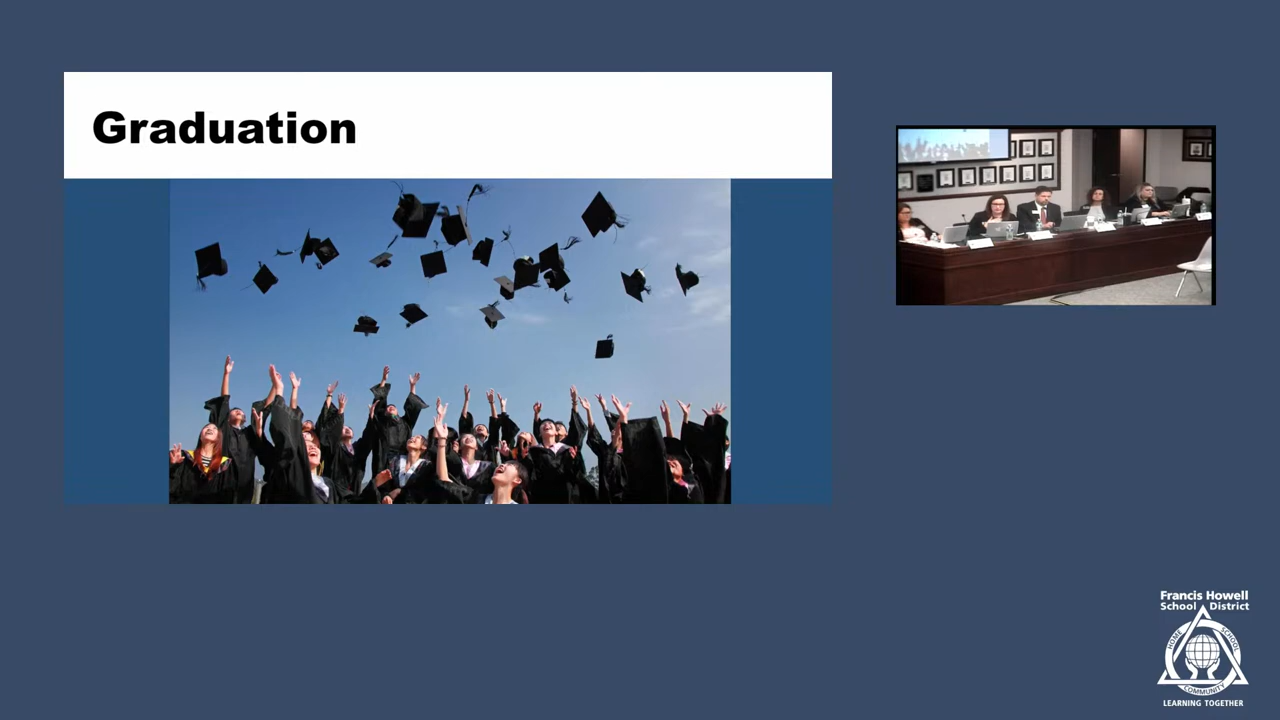 Graduation
Francis Howell
School District
HOME
SCHOOL
COMMUNITY
LEARNING TOGETHER